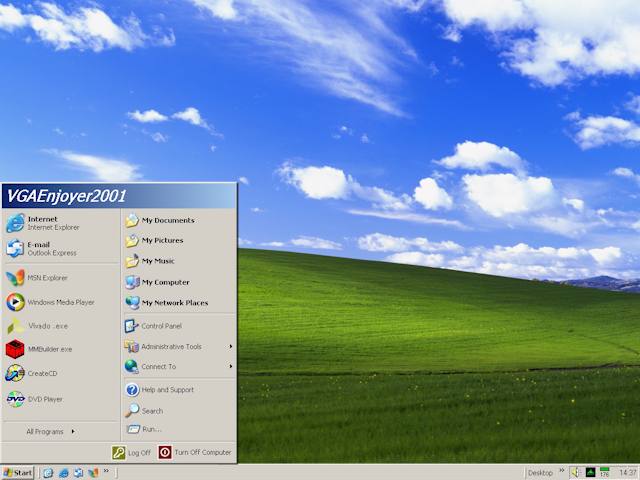 VGAEnjoyer2001
Internet
Internet Explorer
E-mail
Outlook Express
MSN Explorer
Windows Media Player
Vivado .exe
MMBuilder.exe
CreateCD
DVD Player
All Programs
My Documents
My Pictures
My Music
My Computer
My Network Places
Control Panel
Administrative Tools
Connect To
Help and Support
Search
Run...
Log Off
Turn Off Computer
Start
Desktop
176
14:37